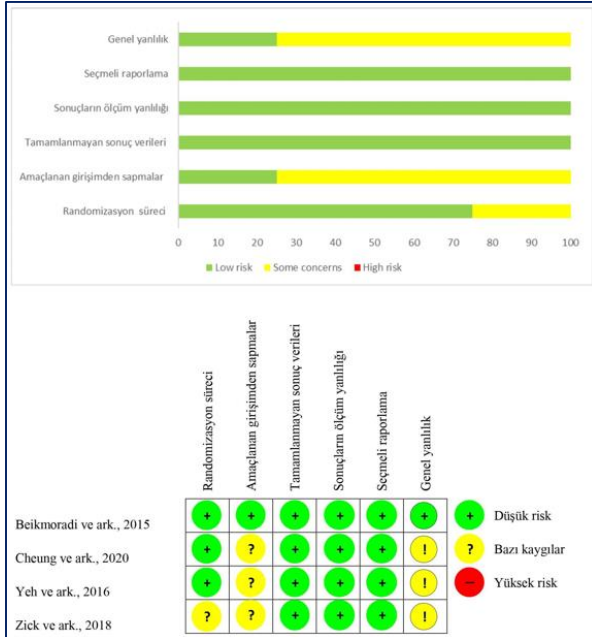 Genel yanlılık
Seçmeli raporlama
Sonuçların ölçüm yanlılığı
Tamamlanmayan sonuç verileri
Amaçlanan girişimden sapmalar
Randomizasyon süreci
0 10 20 30 40 50 60 70 80 90 100
Low risk Some concerns High risk
Randomizasyon süreci
Amaçlanan girişimden sapmalar
Tamamlanmayan sonuç verileri
Sonuçların ölçüm yanlılığı
Seçmeli raporlama
Genel yanlılık
Beikmoradi ve ark., 2015 + + + + + +
Cheung ve ark., 2020 + ? + + + !
Yeh ve ark., 2016 + ? + + + !
Zick ve ark., 2018 ? ? + + + !
+ Düşük risk
? Bazı kaygılar
− Yüksek risk